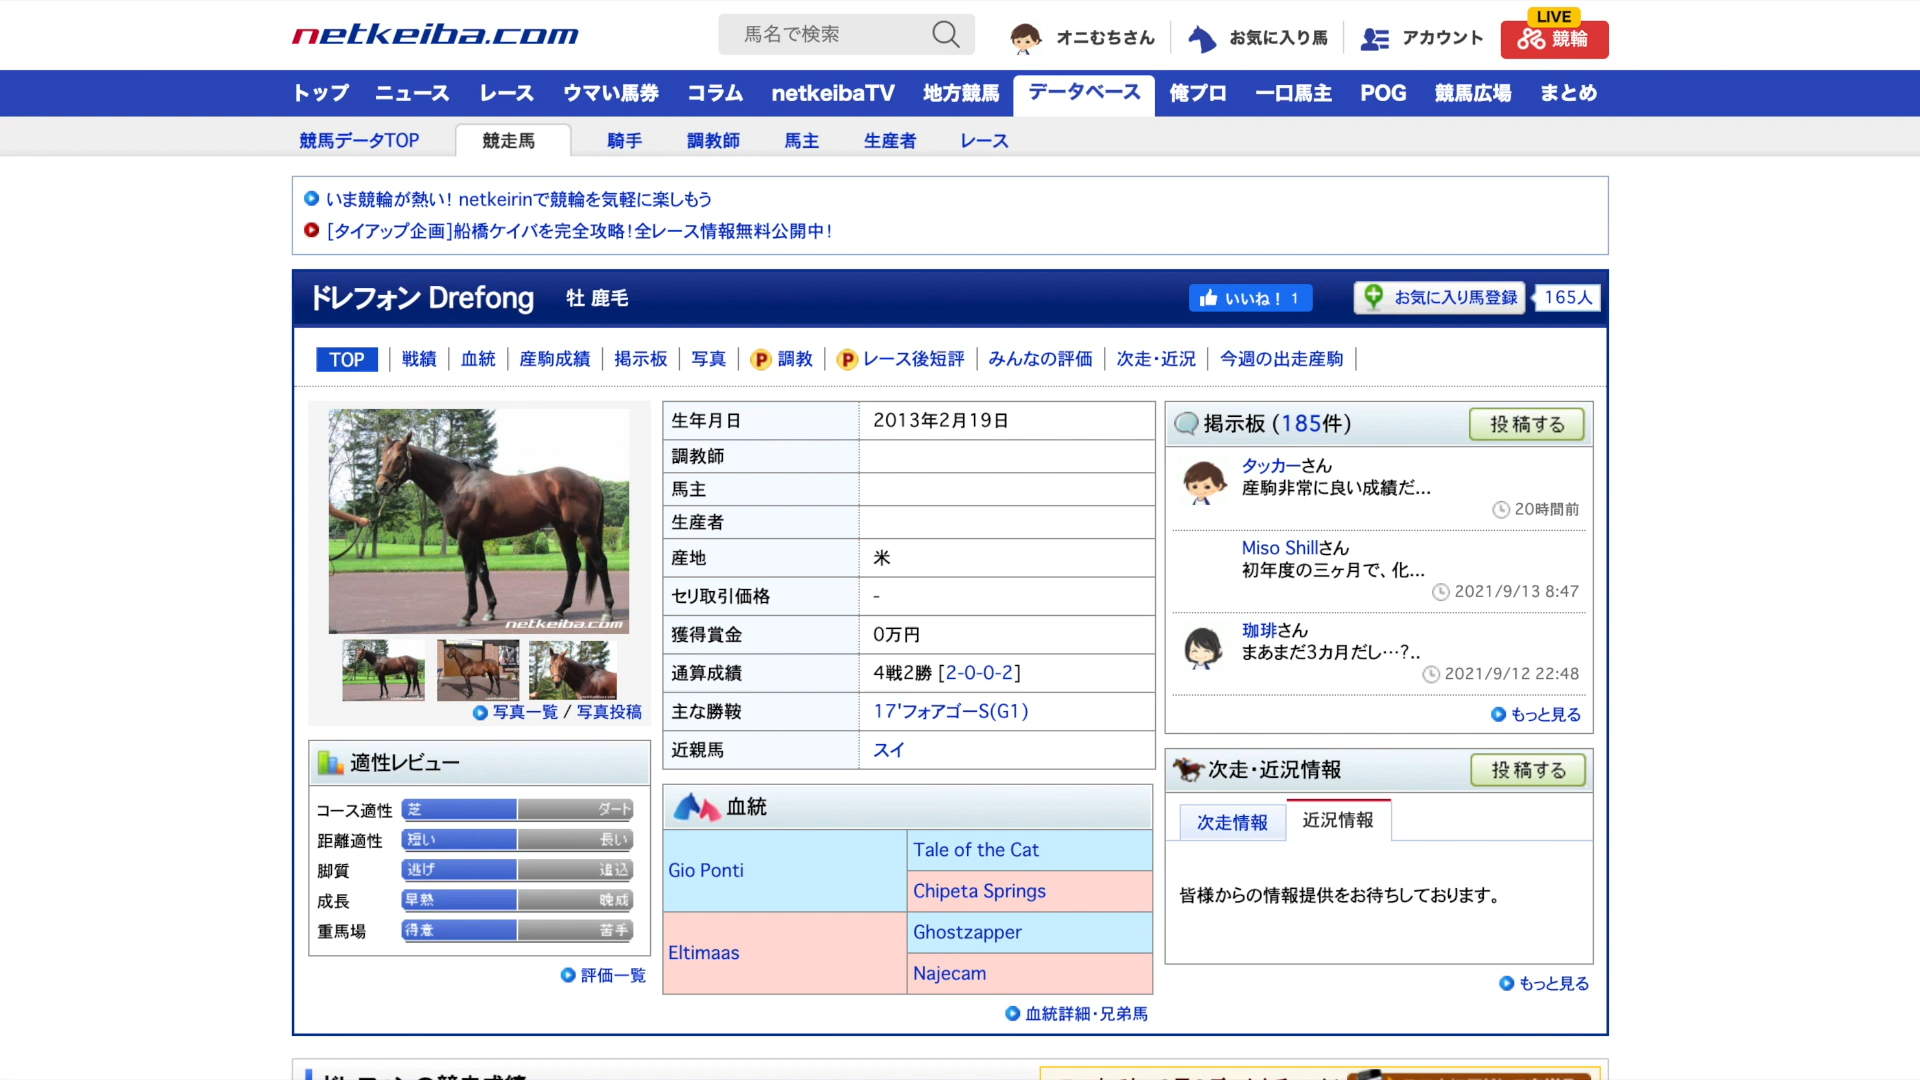 netkeiba.com
馬名で検索
オニむちさん
お気に入り馬
アカウント
LIVE
競輪
トップ ニュース レース ウマい馬券 コラム netkeibaTV 地方競馬 データベース 俺プロ 一口馬主 POG 競馬広場 まとめ
競馬データTOP 競走馬 騎手 調教師 馬主 生産者 レース
いま競輪が熱い! netkeirinで競輪を気軽に楽しもう
[タイアップ企画]船橋ケイバを完全攻略!全レース情報無料公開中!
ドレフォン Drefong 牡 鹿毛
いいね! 1
お気に入り馬登録
165人
TOP 戦績 血統 産駒成績 掲示板 写真 P 調教 P レース後短評 みんなの評価 次走・近況 今週の出走産駒
netkeiba.com
写真一覧 / 写真投稿
適性レビュー
コース適性 芝 ダート
距離適性 短い 長い
脚質 逃げ 追込
成長 早熟 晩成
重馬場 得意 苦手
評価一覧
生年月日 2013年2月19日
調教師
馬主
生産者
産地 米
セリ取引価格 -
獲得賞金 0万円
通算成績 4戦2勝 [2-0-0-2]
主な勝鞍 17'フォアゴーS(G1)
近親馬 スイ
血統
Gio Ponti
Tale of the Cat
Chipeta Springs
Eltimaas
Ghostzapper
Najecam
血統詳細・兄弟馬
掲示板 (185件)
投稿する
タッカーさん
産駒非常に良い成績だ...
20時間前
Miso Shillさん
初年度の三ヶ月で、化...
2021/9/13 8:47
珈琲さん
まあまだ3カ月だし…?..
2021/9/12 22:48
もっと見る
次走・近況情報
投稿する
次走情報 近況情報
皆様からの情報提供をお待ちしております。
もっと見る
ドレフォンの競走成績